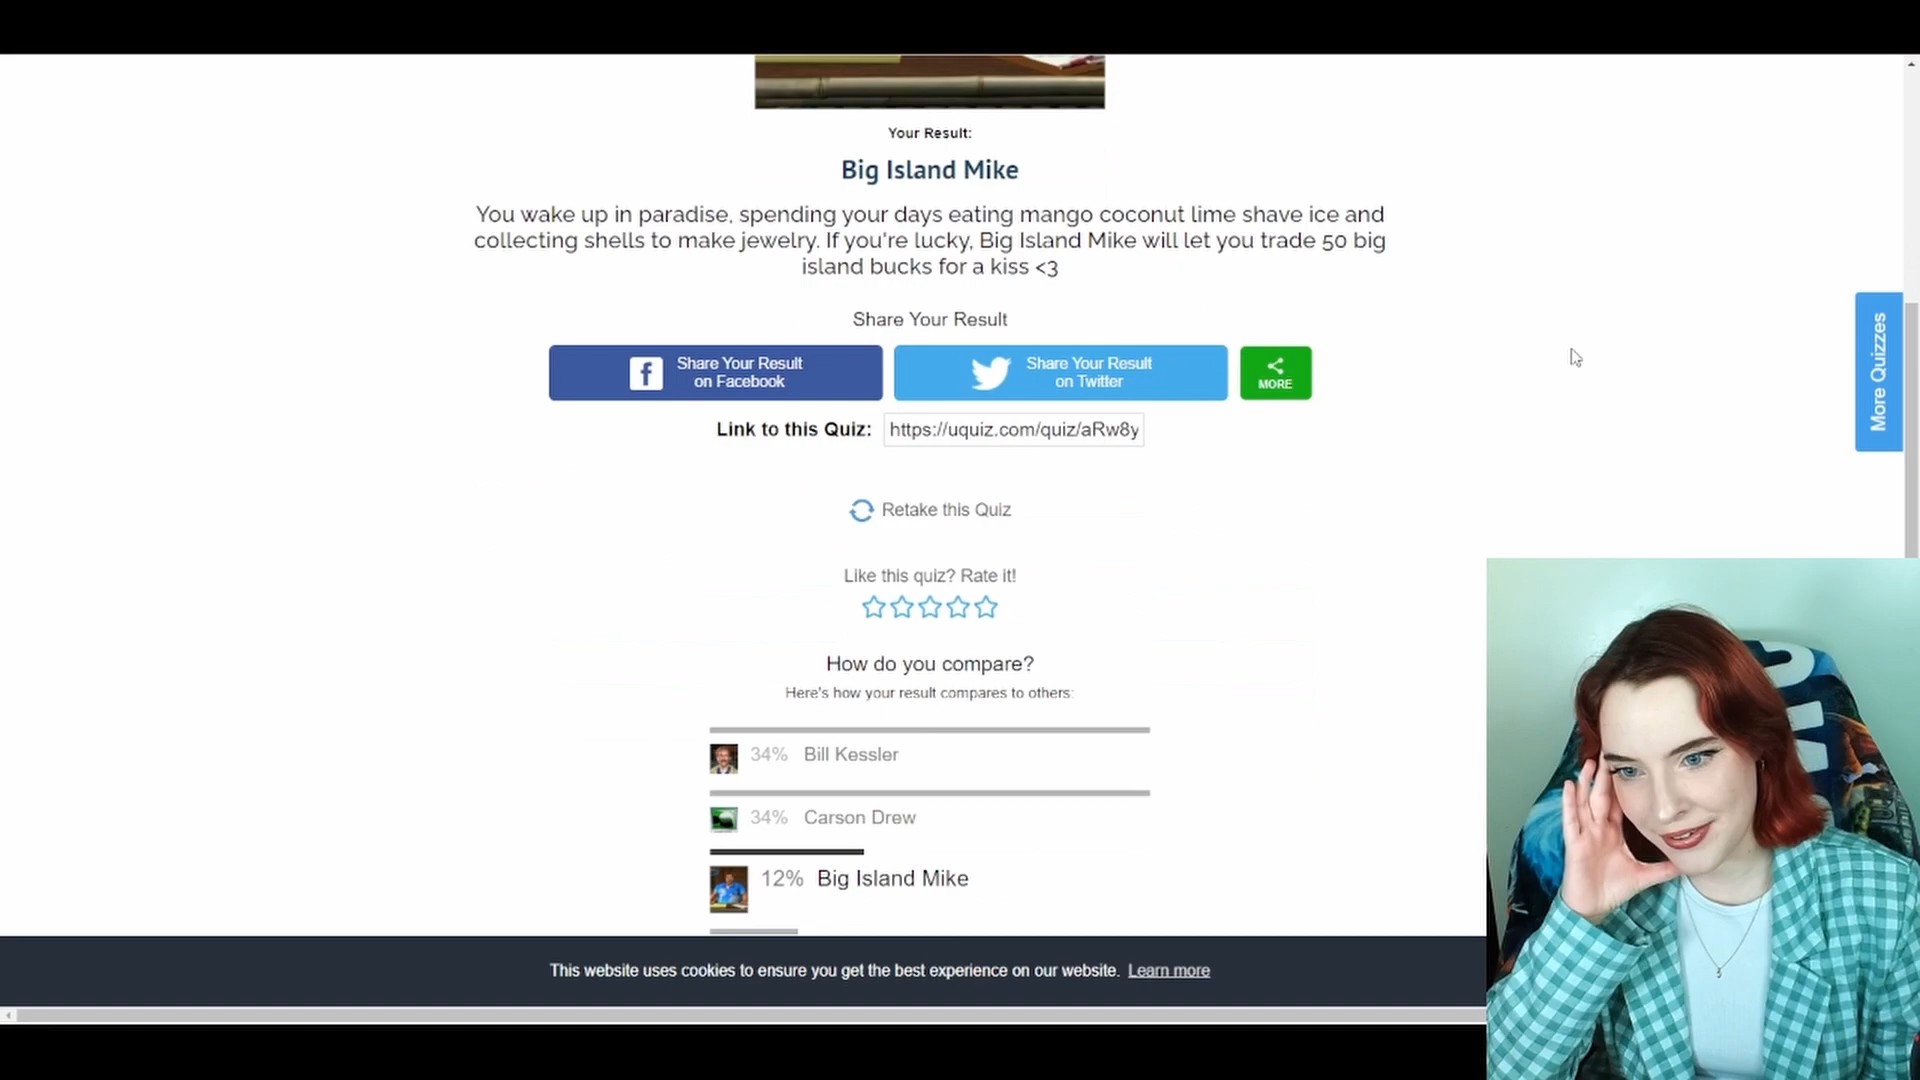 Your Result:
Big Island Mike
You wake up in paradise, spending your days eating mango coconut lime shave ice and
collecting shells to make jewelry. If you're lucky, Big Island Mike will let you trade 50 big
island bucks for a kiss <3
Share Your Result
Share Your Result
on Facebook
Share Your Result
on Twitter
MORE
Link to this Quiz: https://uquiz.com/quiz/aRw8y
More Quizzes
Retake this Quiz
Like this quiz? Rate it!
How do you compare?
Here's how your result compares to others:
34% Bill Kessler
34% Carson Drew
12% Big Island Mike
This website uses cookies to ensure you get the best experience on our website. Learn more